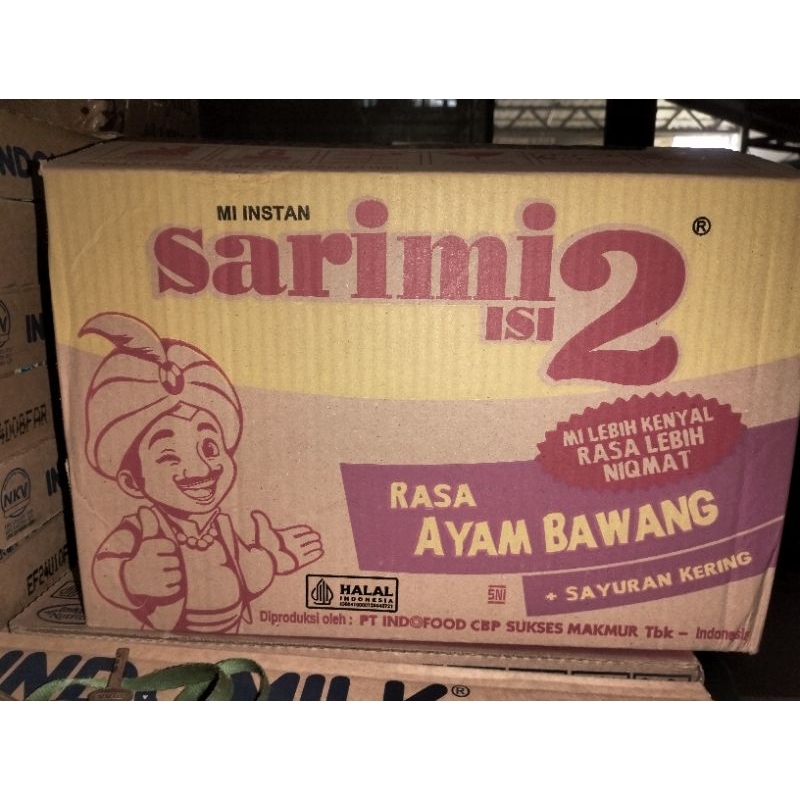 MI INSTAN
sarimi
ISI 2®
MI LEBIH KENYAL
RASA LEBIH
NIQMAT
RASA
AYAM BAWANG
+ SAYURAN KERING
HALAL
INDONESIA
SNI
Diproduksi oleh : PT INDOFOOD CBP SUKSES MAKMUR Tbk – Indonesia
NKV